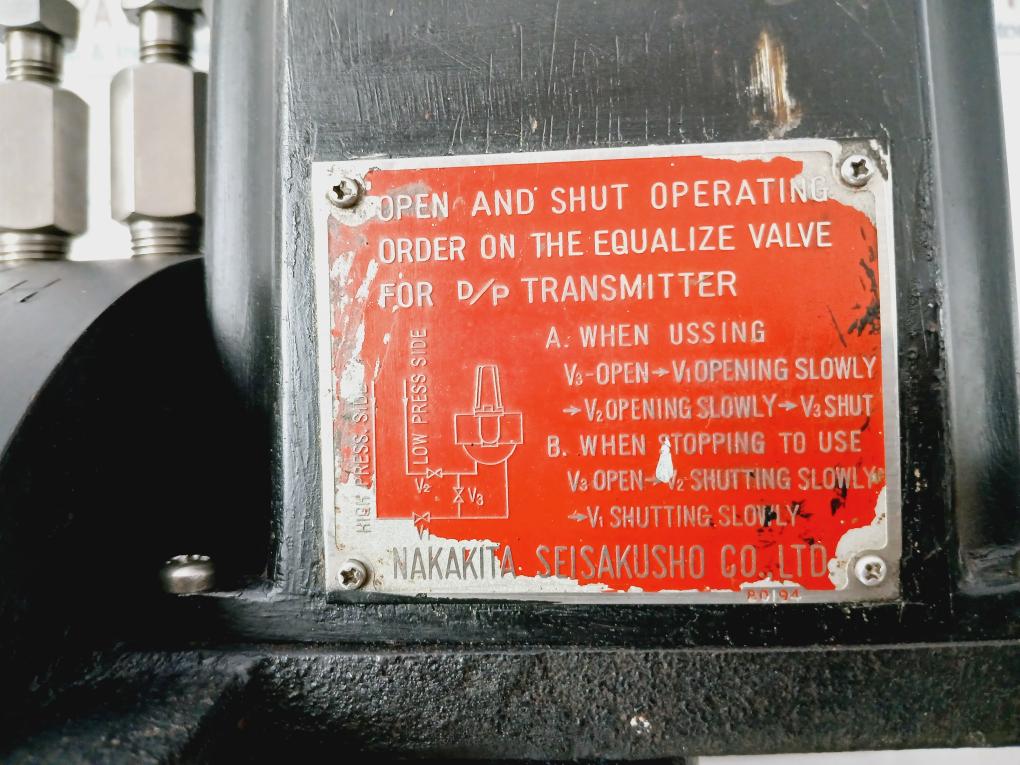 OPEN AND SHUT OPERATING
ORDER ON THE EQUALIZE VALVE
FOR D/P TRANSMITTER
A. WHEN USSING
V3-OPEN→V1 OPENING SLOWLY
→V2 OPENING SLOWLY→V3 SHUT
B. WHEN STOPPING TO USE
V3 OPEN→V2-SHUTTING SLOWLY
→V1 SHUTTING SLOWLY
HIGH PRESS. SIDE
LOW PRESS SIDE
V2
V3
NAKAKITA SEISAKUSHO CO., LTD.